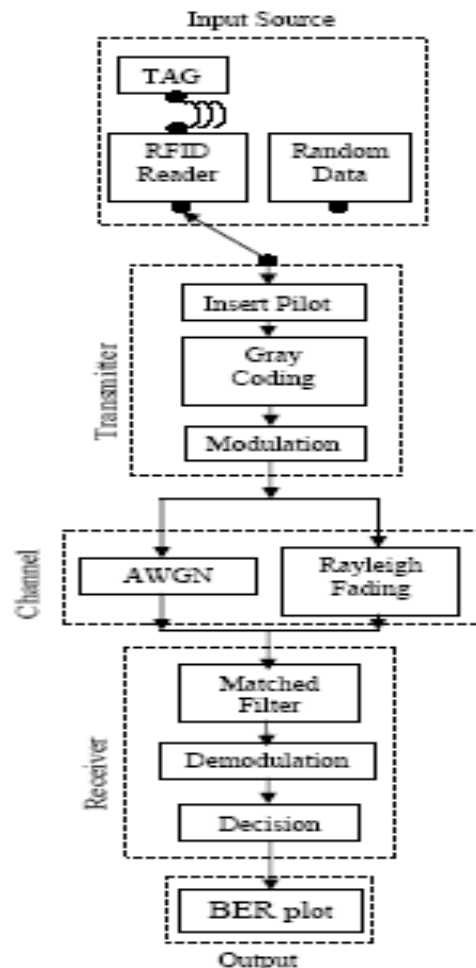 Input Source
TAG
RFID
Reader
Random
Data
Transmitter
Insert Pilot
Gray
Coding
Modulation
Channel
AWGN
Rayleigh
Fading
Receiver
Matched
Filter
Demodulation
Decision
BER plot
Output